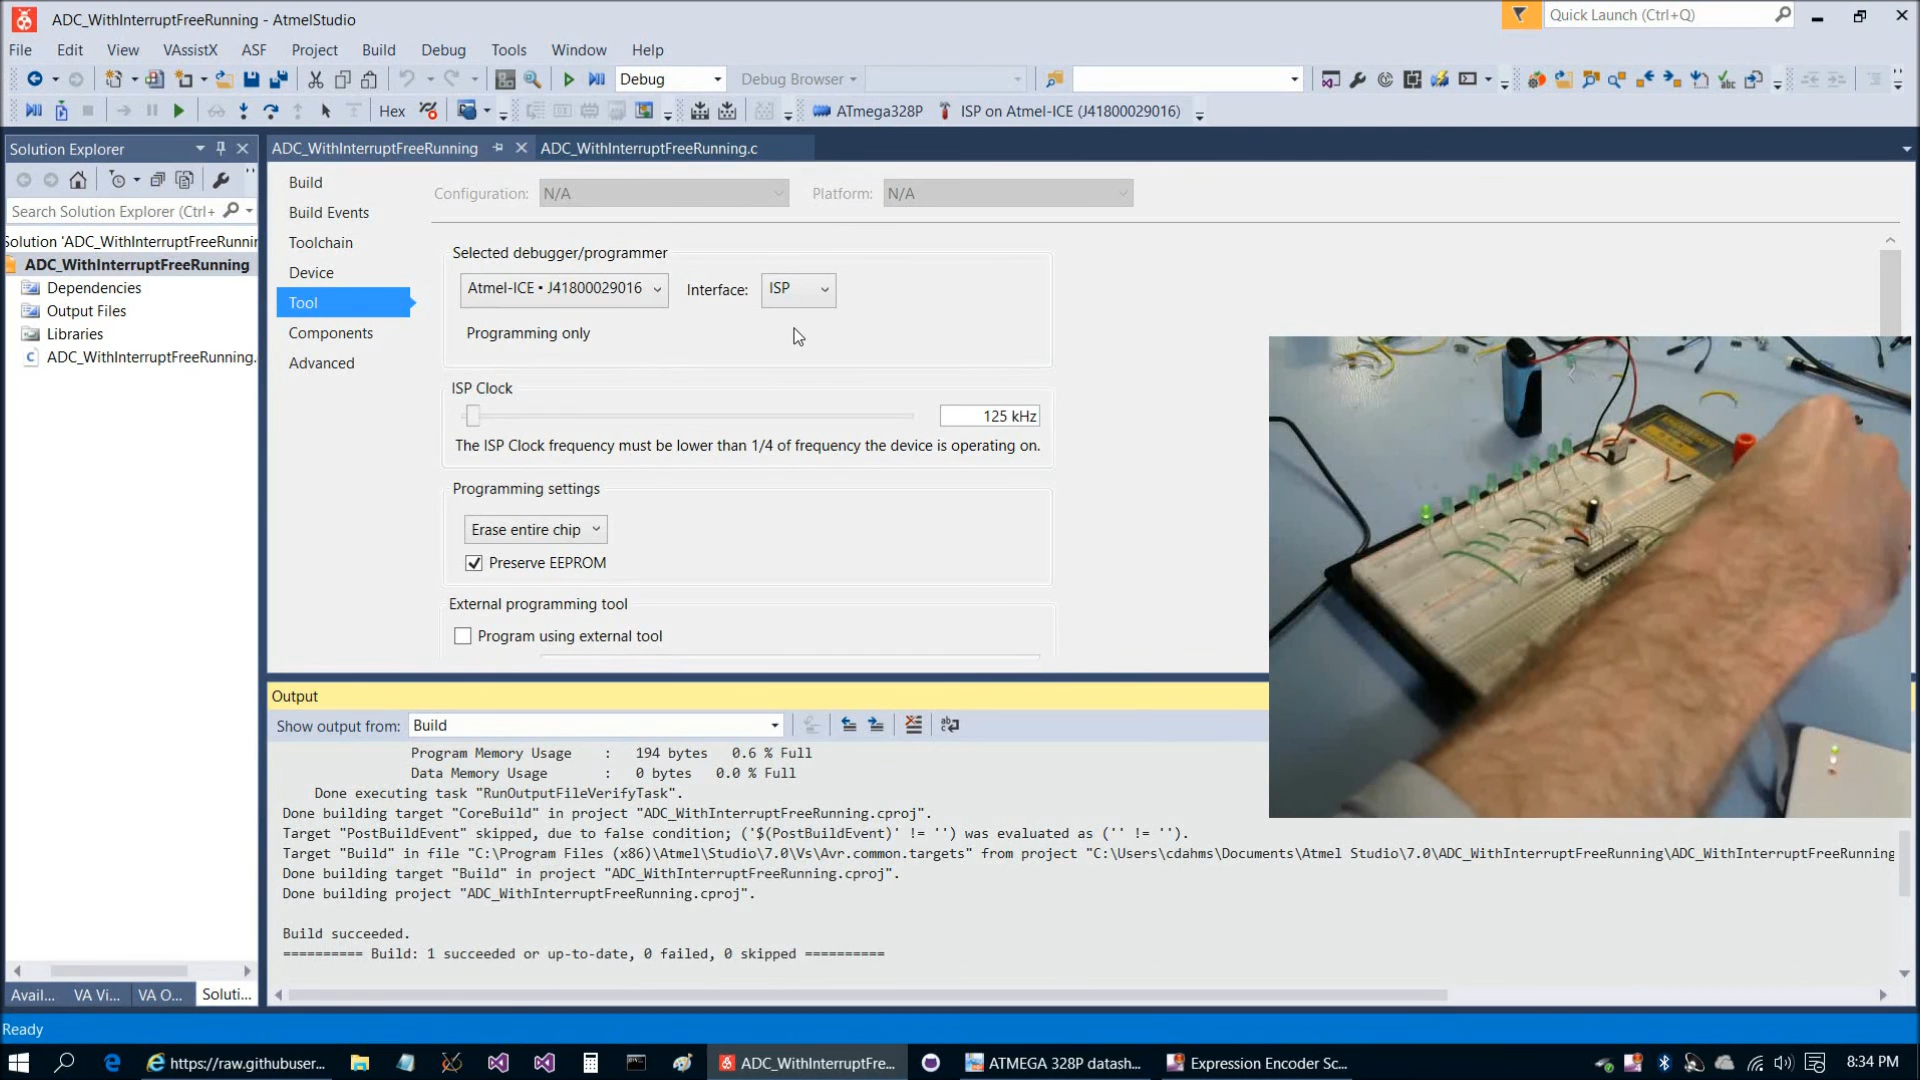 ADC_WithInterruptFreeRunning - AtmelStudio
Quick Launch (Ctrl+Q)
File Edit View VAssistX ASF Project Build Debug Tools Window Help
Debug Debug Browser
Hex ATmega328P ISP on Atmel-ICE (J41800029016)
Solution Explorer
ADC_WithInterruptFreeRunning ADC_WithInterruptFreeRunning.c
Search Solution Explorer (Ctrl+
Solution 'ADC_WithInterruptFreeRunnin
ADC_WithInterruptFreeRunning
Dependencies
Output Files
Libraries
ADC_WithInterruptFreeRunning.
Build
Build Events
Toolchain
Device
Tool
Components
Advanced
Configuration: N/A Platform: N/A
Selected debugger/programmer
Atmel-ICE • J41800029016 Interface: ISP
Programming only
ISP Clock
125 kHz
The ISP Clock frequency must be lower than 1/4 of frequency the device is operating on.
Programming settings
Erase entire chip
Preserve EEPROM
External programming tool
Program using external tool
Output
Show output from: Build
Program Memory Usage : 194 bytes 0.6 % Full
Data Memory Usage : 0 bytes 0.0 % Full
Done executing task "RunOutputFileVerifyTask".
Done building target "CoreBuild" in project "ADC_WithInterruptFreeRunning.cproj".
Target "PostBuildEvent" skipped, due to false condition; ('$(PostBuildEvent)' != '') was evaluated as ('' != '').
Target "Build" in file "C:\Program Files (x86)\Atmel\Studio\7.0\Vs\Avr.common.targets" from project "C:\Users\cdahms\Documents\Atmel Studio\7.0\ADC_WithInterruptFreeRunning\ADC_WithInterruptFreeRunning
Done building target "Build" in project "ADC_WithInterruptFreeRunning.cproj".
Done building project "ADC_WithInterruptFreeRunning.cproj".
Build succeeded.
========== Build: 1 succeeded or up-to-date, 0 failed, 0 skipped ==========
Avail... VA Vi... VA O... Soluti...
Ready
https://raw.githubuser... ADC_WithInterruptFre... ATMEGA 328P datash... Expression Encoder Sc... 8:34 PM